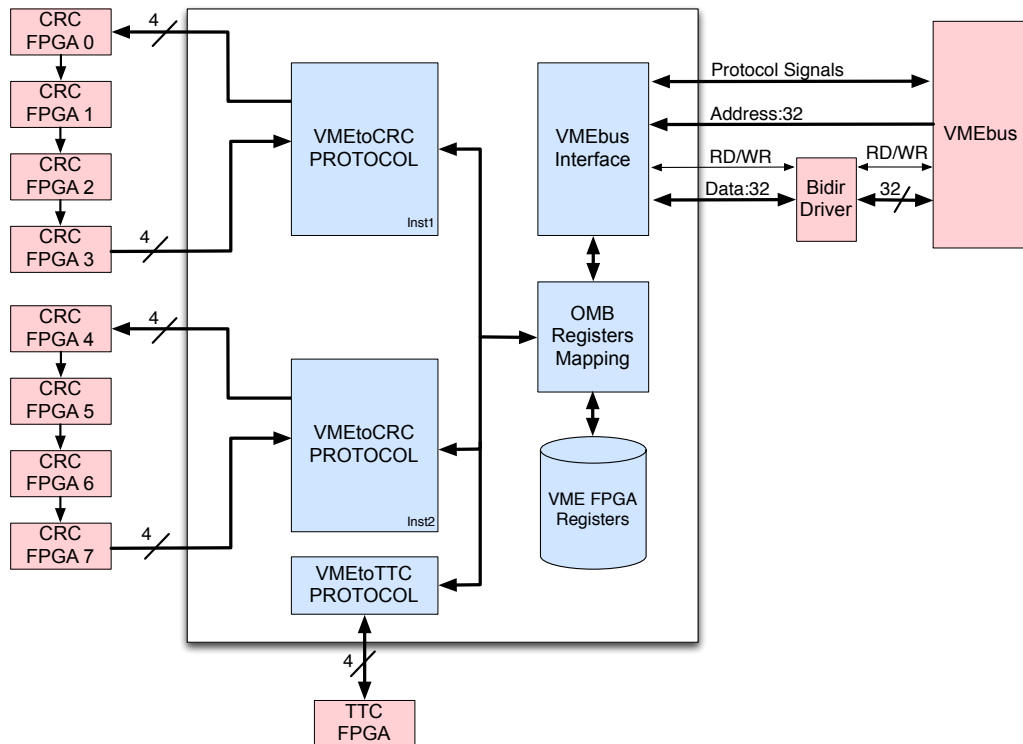 CRC
FPGA 0
CRC
FPGA 1
CRC
FPGA 2
CRC
FPGA 3
4
4
CRC
FPGA 4
CRC
FPGA 5
CRC
FPGA 6
CRC
FPGA 7
4
4
VMEtoCRC
PROTOCOL
Inst1
VMEtoCRC
PROTOCOL
Inst2
VMEtoTTC
PROTOCOL
4
TTC
FPGA
VMEbus
Interface
OMB
Registers
Mapping
VME FPGA
Registers
Protocol Signals
Address:32
RD/WR
Data:32
Bidir
Driver
RD/WR
32
VMEbus